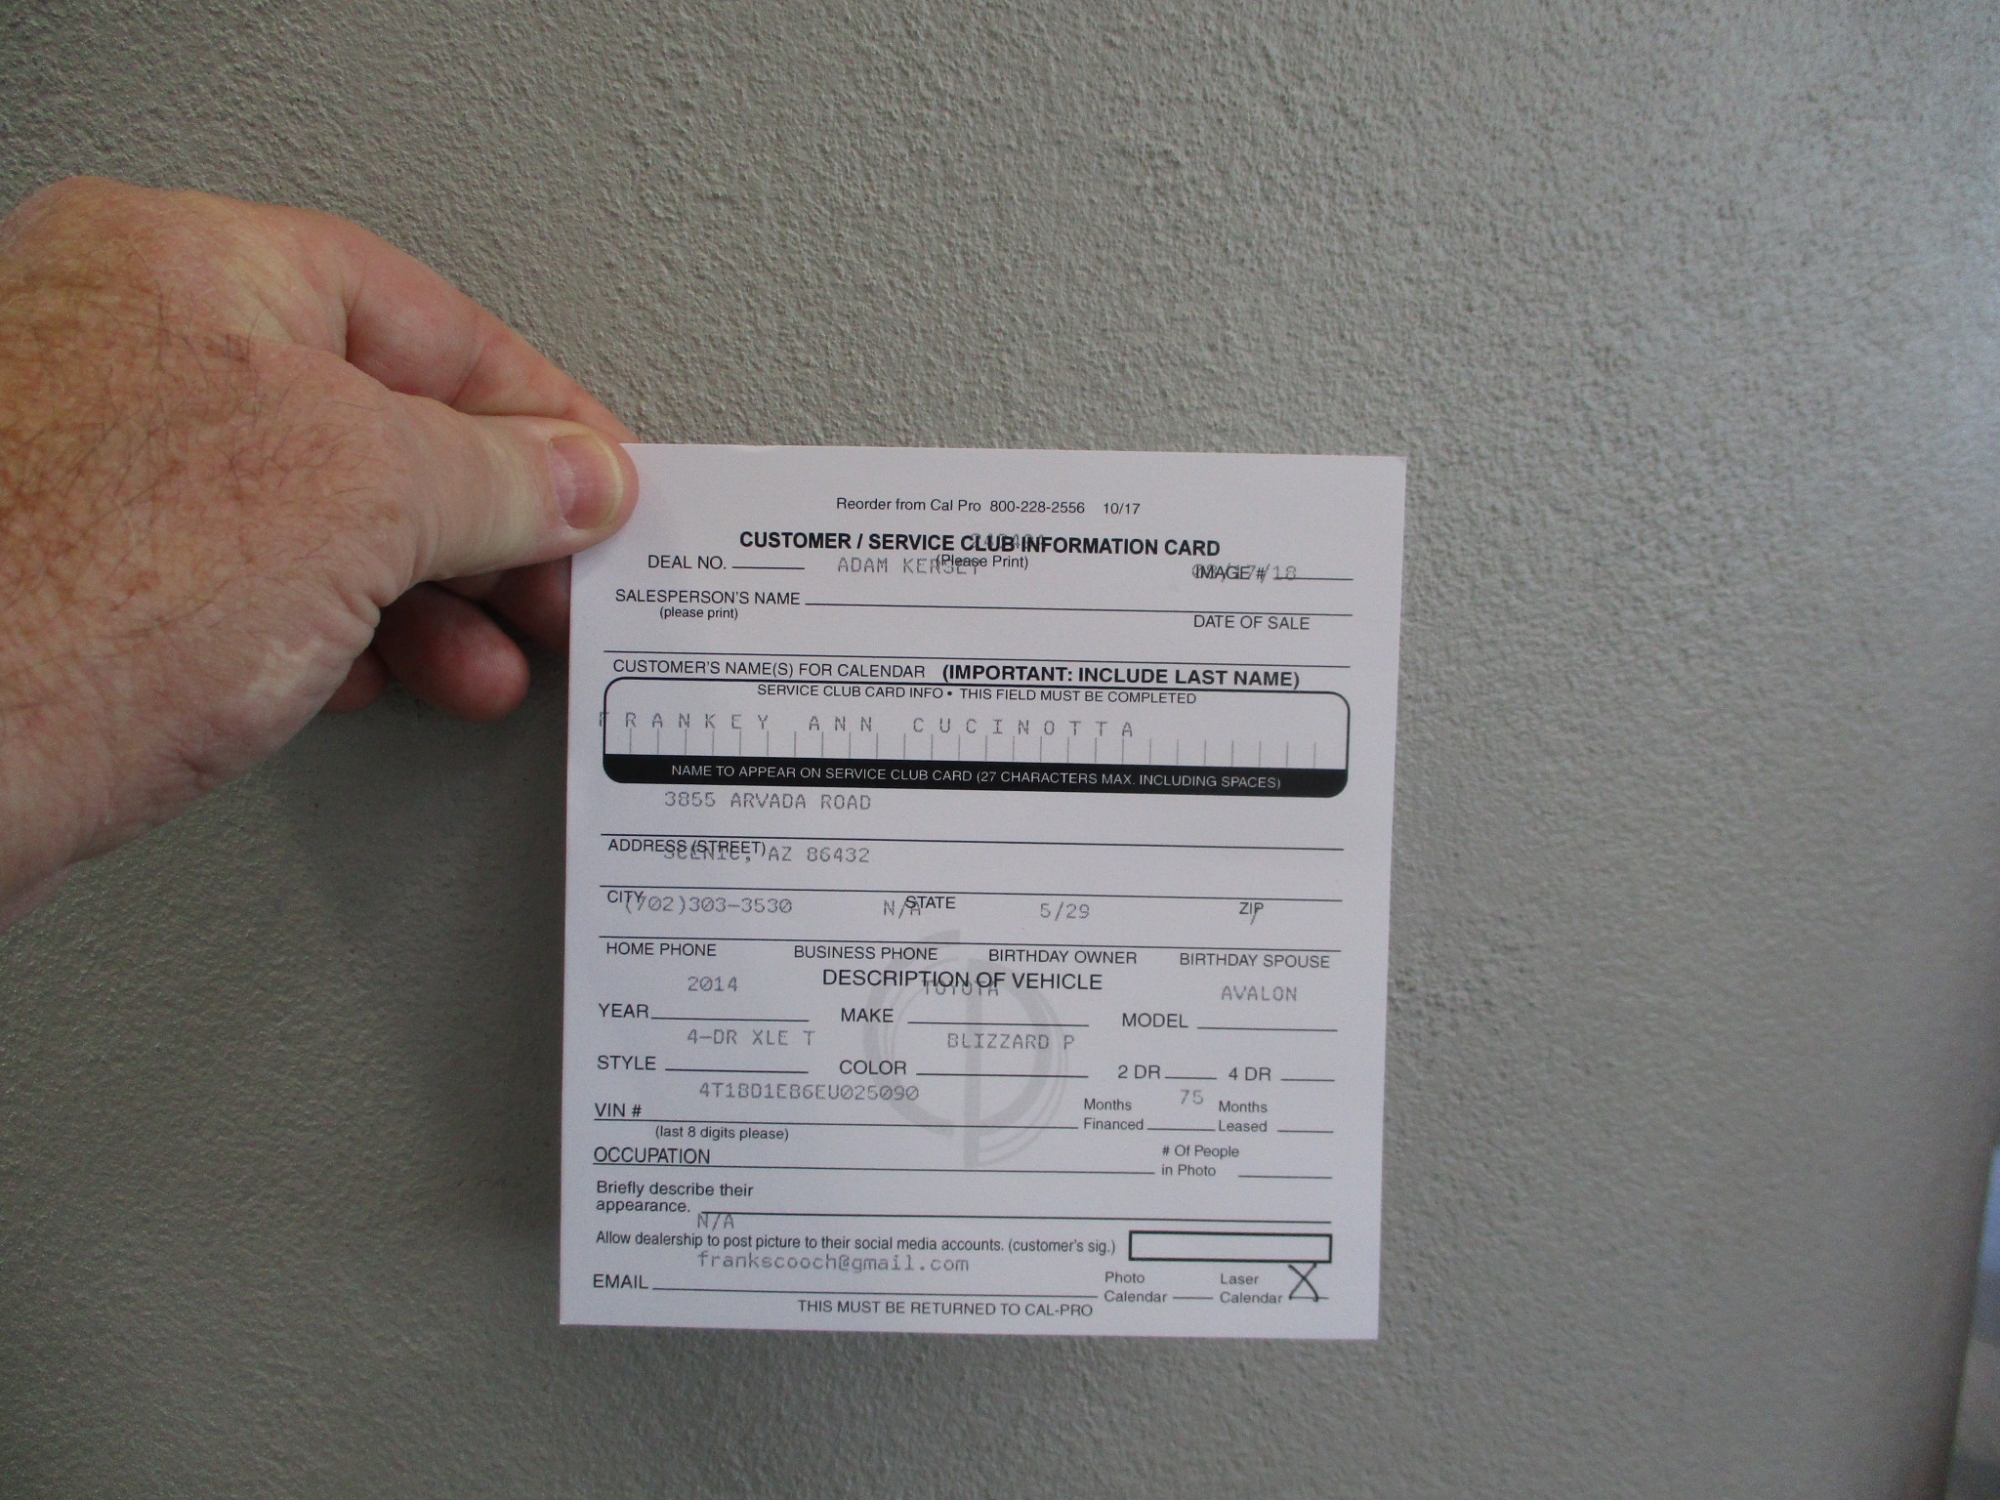 Reorder from Cal Pro 800-228-2556 10/17
CUSTOMER / SERVICE CLUB INFORMATION CARD
(Please Print)
DEAL NO.
ADAM KERSEY
IMAGE #
SALESPERSON'S NAME
(please print)
DATE OF SALE
CUSTOMER'S NAME(S) FOR CALENDAR (IMPORTANT: INCLUDE LAST NAME)
SERVICE CLUB CARD INFO • THIS FIELD MUST BE COMPLETED
FRANKEY ANN CUCINOTTA
NAME TO APPEAR ON SERVICE CLUB CARD (27 CHARACTERS MAX. INCLUDING SPACES)
3855 ARVADA ROAD
ADDRESS (STREET)
SCENIC, AZ 86432
CITY STATE ZIP
(702)303-3530 N/A 5/29 /
HOME PHONE BUSINESS PHONE BIRTHDAY OWNER BIRTHDAY SPOUSE
DESCRIPTION OF VEHICLE
2014 TOYOTA AVALON
YEAR MAKE MODEL
4-DR XLE T BLIZZARD P
STYLE COLOR 2 DR 4 DR
4T1BD1EB6EU025090 75
VIN # Months Financed Months Leased
(last 8 digits please)
OCCUPATION # Of People in Photo
Briefly describe their
appearance.
N/A
Allow dealership to post picture to their social media accounts. (customer's sig.)
frankscooch@gmail.com
EMAIL Photo Calendar Laser Calendar X
THIS MUST BE RETURNED TO CAL-PRO